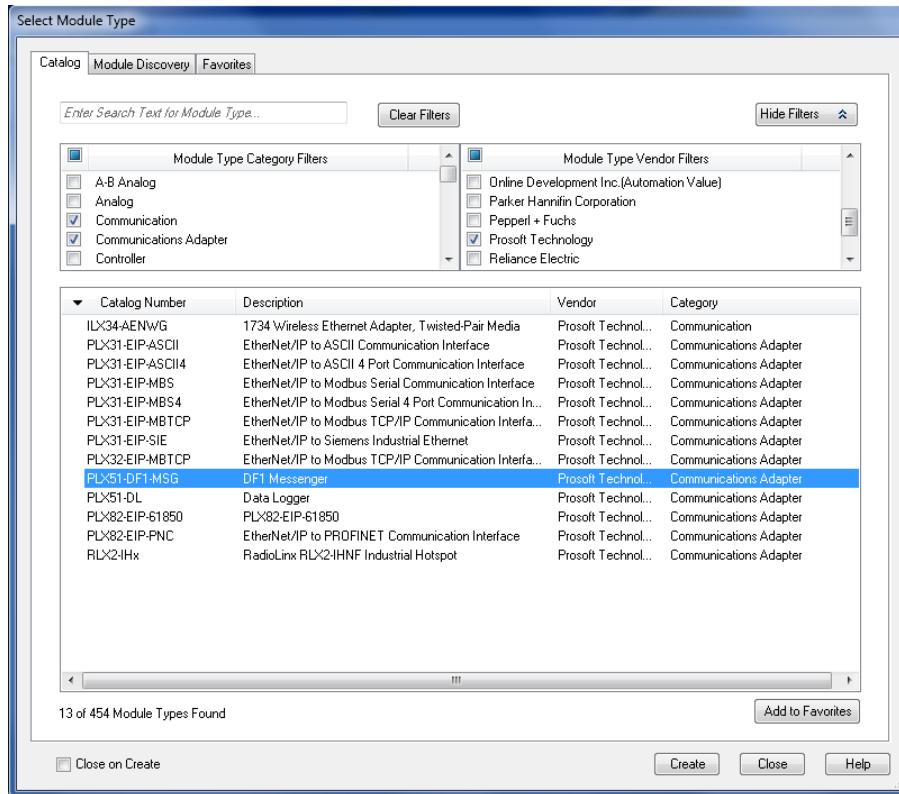 Select Module Type
Catalog Module Discovery Favorites
Enter Search Text for Module Type...
Clear Filters
Hide Filters
Module Type Category Filters
A-B Analog
Analog
Communication
Communications Adapter
Controller
Module Type Vendor Filters
Online Development Inc.(Automation Value)
Parker Hannifin Corporation
Pepperl + Fuchs
Prosoft Technology
Reliance Electric
Catalog Number Description Vendor Category
ILX34-AENWG 1734 Wireless Ethernet Adapter, Twisted-Pair Media Prosoft Technol... Communication
PLX31-EIP-ASCII EtherNet/IP to ASCII Communication Interface Prosoft Technol... Communications Adapter
PLX31-EIP-ASCII4 EtherNet/IP to ASCII 4 Port Communication Interface Prosoft Technol... Communications Adapter
PLX31-EIP-MBS EtherNet/IP to Modbus Serial Communication Interface Prosoft Technol... Communications Adapter
PLX31-EIP-MBS4 EtherNet/IP to Modbus Serial 4 Port Communication In... Prosoft Technol... Communications Adapter
PLX31-EIP-MBTCP EtherNet/IP to Modbus TCP/IP Communication Interfa... Prosoft Technol... Communications Adapter
PLX31-EIP-SIE EtherNet/IP to Siemens Industrial Ethernet Prosoft Technol... Communications Adapter
PLX32-EIP-MBTCP EtherNet/IP to Modbus TCP/IP Communication Interfa... Prosoft Technol... Communications Adapter
PLX51-DF1-MSG DF1 Messenger Prosoft Technol... Communications Adapter
PLX51-DL Data Logger Prosoft Technol... Communications Adapter
PLX82-EIP-61850 PLX82-EIP-61850 Prosoft Technol... Communications Adapter
PLX82-EIP-PNC EtherNet/IP to PROFINET Communication Interface Prosoft Technol... Communications Adapter
RLX2-IHx RadioLinx RLX2-IHNF Industrial Hotspot Prosoft Technol... Communications Adapter
13 of 454 Module Types Found
Add to Favorites
Close on Create
Create Close Help